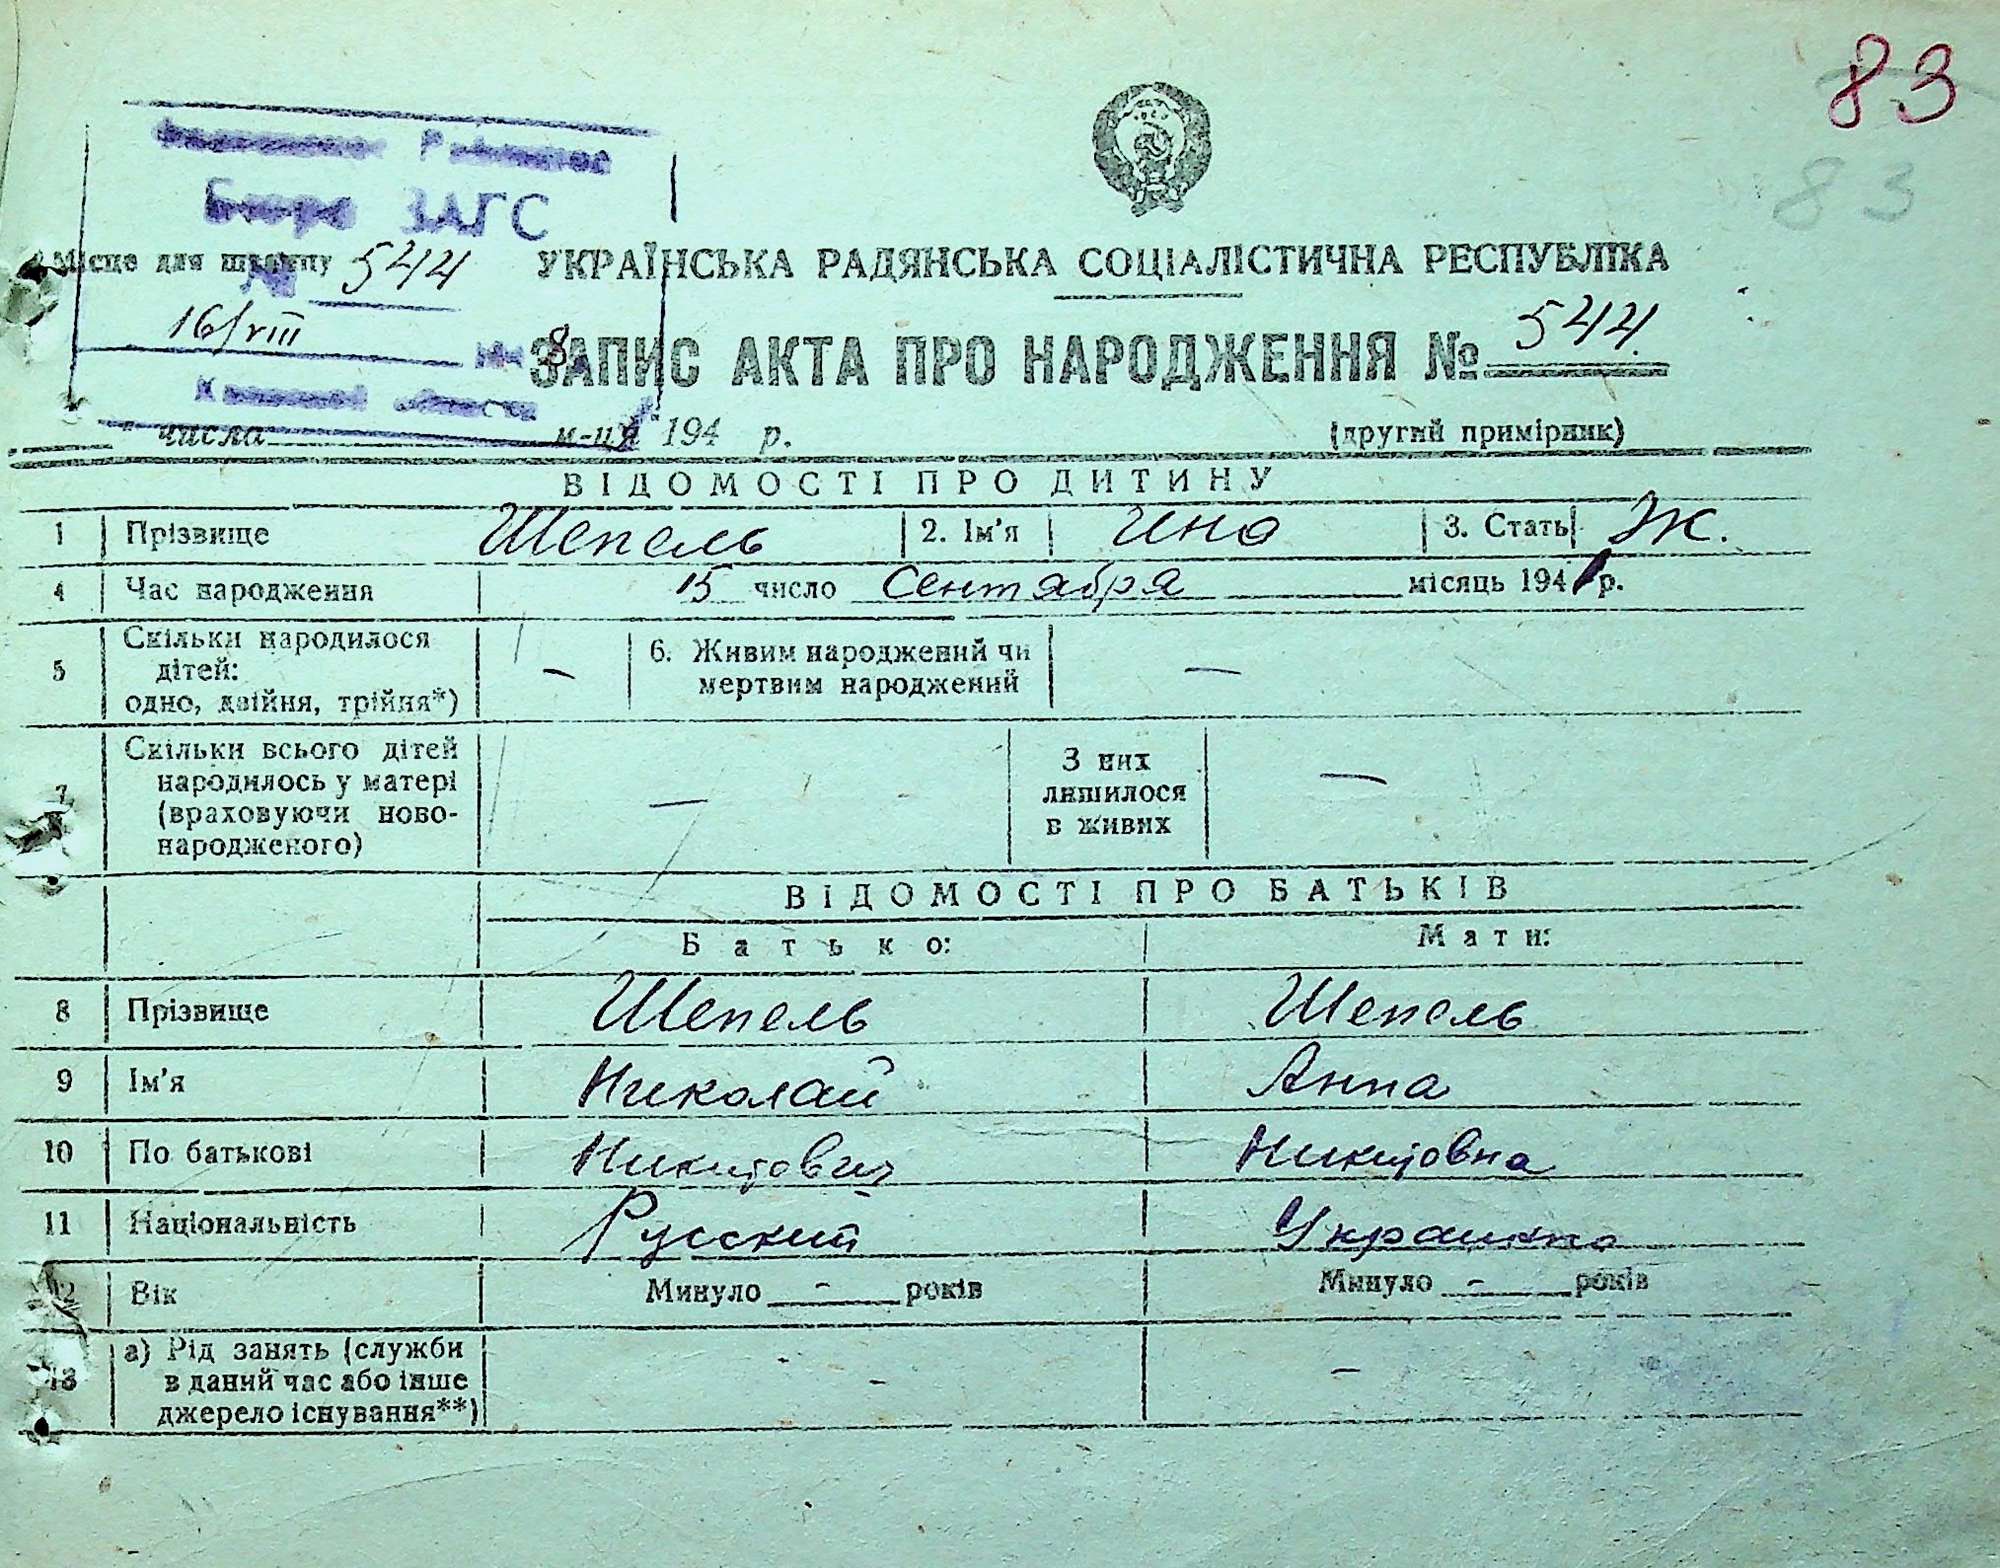 83
83
Бюро ЗАГС
Місце для штампу 544
№
УКРАЇНСЬКА РАДЯНСЬКА СОЦІАЛІСТИЧНА РЕСПУБЛІКА
16/VIII
ЗАПИС АКТА ПРО НАРОДЖЕННЯ № 544.
" числа м-ця 194 р. (другий примірник)
ВІДОМОСТІ ПРО ДИТИНУ
1 Прізвище Шепель 2. Ім'я Инa 3. Стать Ж.
4 Час народження 15 число Сентября місяць 1941 р.
5 Скільки народилося дітей: одно, двійня, трійня*) — 6. Живим народжений чи мертвим народжений —
7 Скільки всього дітей народилось у матері (враховуючи новонародженого) — З них лишилося в живих —
ВІДОМОСТІ ПРО БАТЬКІВ
Батько: Мати:
8 Прізвище Шепель Шепель
9 Ім'я Николай Анна
10 По батькові Никитович Никитовна
11 Національність Русский Украинка
12 Вік Минуло - років Минуло - років
13 а) Рід занять (служби в даний час або інше джерело існування**) - -